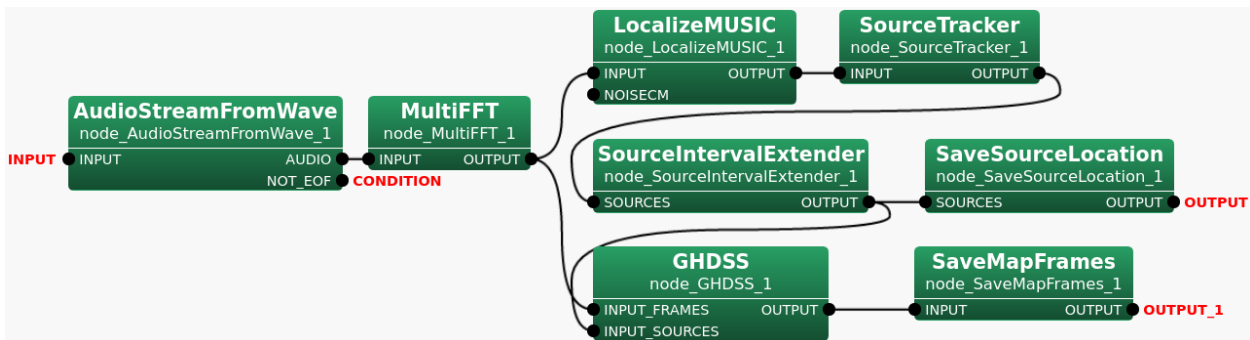 LocalizeMUSIC
node_LocalizeMUSIC_1
INPUT OUTPUT
NOISECM
SourceTracker
node_SourceTracker_1
INPUT OUTPUT
AudioStreamFromWave
node_AudioStreamFromWave_1
INPUT INPUT AUDIO
NOT_EOF CONDITION
MultiFFT
node_MultiFFT_1
INPUT OUTPUT
SourceIntervalExtender
node_SourceIntervalExtender_1
SOURCES OUTPUT
SaveSourceLocation
node_SaveSourceLocation_1
SOURCES OUTPUT OUTPUT
GHDSS
node_GHDSS_1
INPUT_FRAMES OUTPUT
INPUT_SOURCES
SaveMapFrames
node_SaveMapFrames_1
INPUT OUTPUT OUTPUT_1